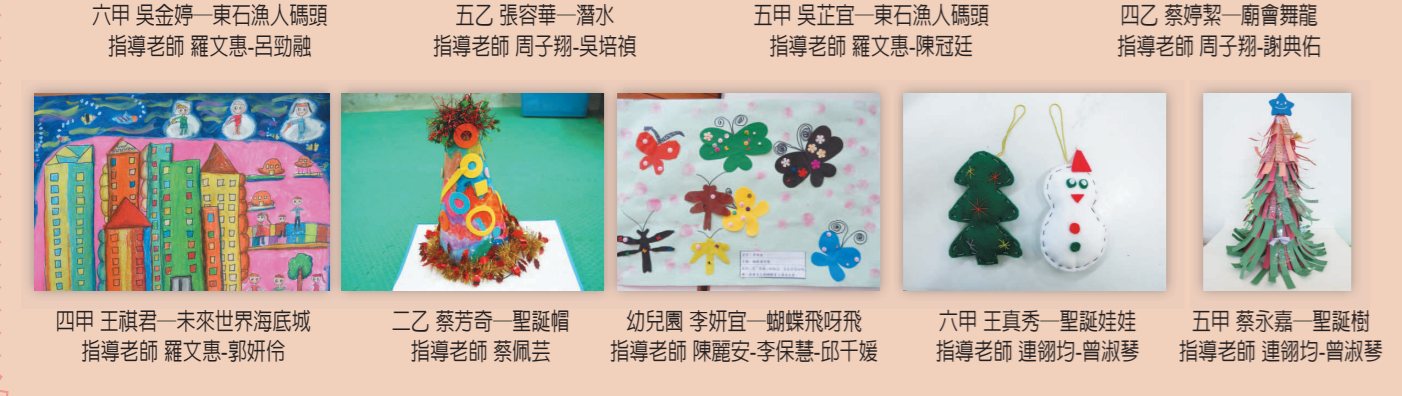 六甲 吳金婷─東石漁人碼頭
指導老師 羅文惠-呂勁融
五乙 張容華─潛水
指導老師 周子翔-吳培禎
五甲 吳芷宜─東石漁人碼頭
指導老師 羅文惠-陳冠廷
四乙 蔡婷絜─廟會舞龍
指導老師 周子翔-謝典佑
四甲 王祺君─未來世界海底城
指導老師 羅文惠-郭妍伶
二乙 蔡芳奇─聖誕帽
指導老師 蔡佩芸
幼兒園 李妍宜─蝴蝶飛呀飛
指導老師 陳麗安-李保慧-邱千媛
六甲 王真秀─聖誕娃娃
指導老師 連翎均-曾淑琴
五甲 蔡永嘉─聖誕樹
指導老師 連翎均-曾淑琴